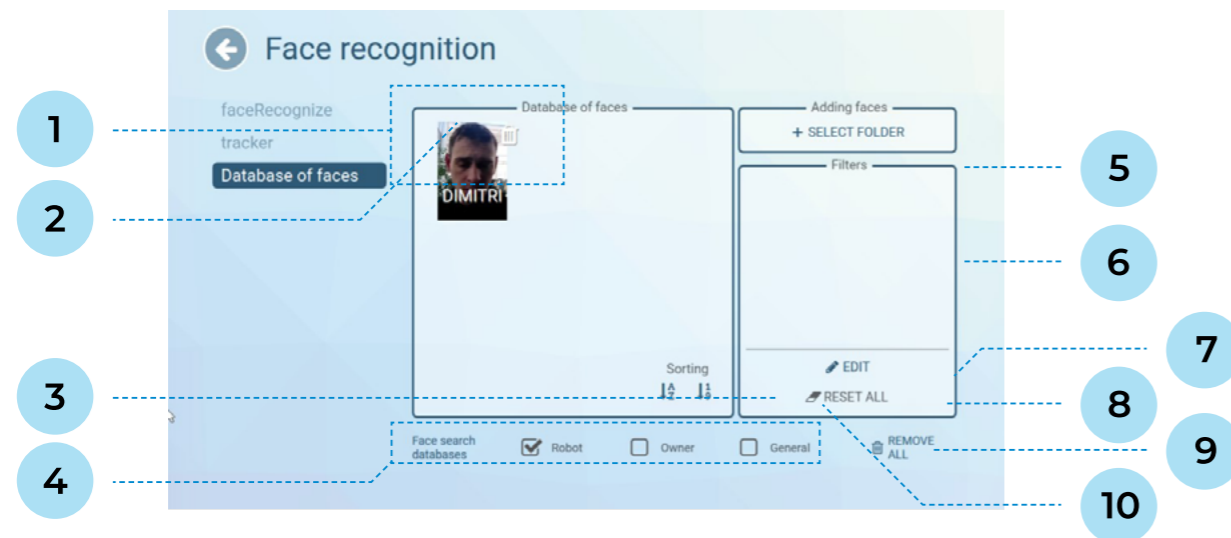 Face recognition
faceRecognize
tracker
Database of faces
Database of faces
DIMITRI
Sorting
A
Z
1
9
Adding faces
+ SELECT FOLDER
Filters
EDIT
RESET ALL
Face search
databases
Robot
Owner
General
REMOVE
ALL
1
2
3
4
5
6
7
8
9
10